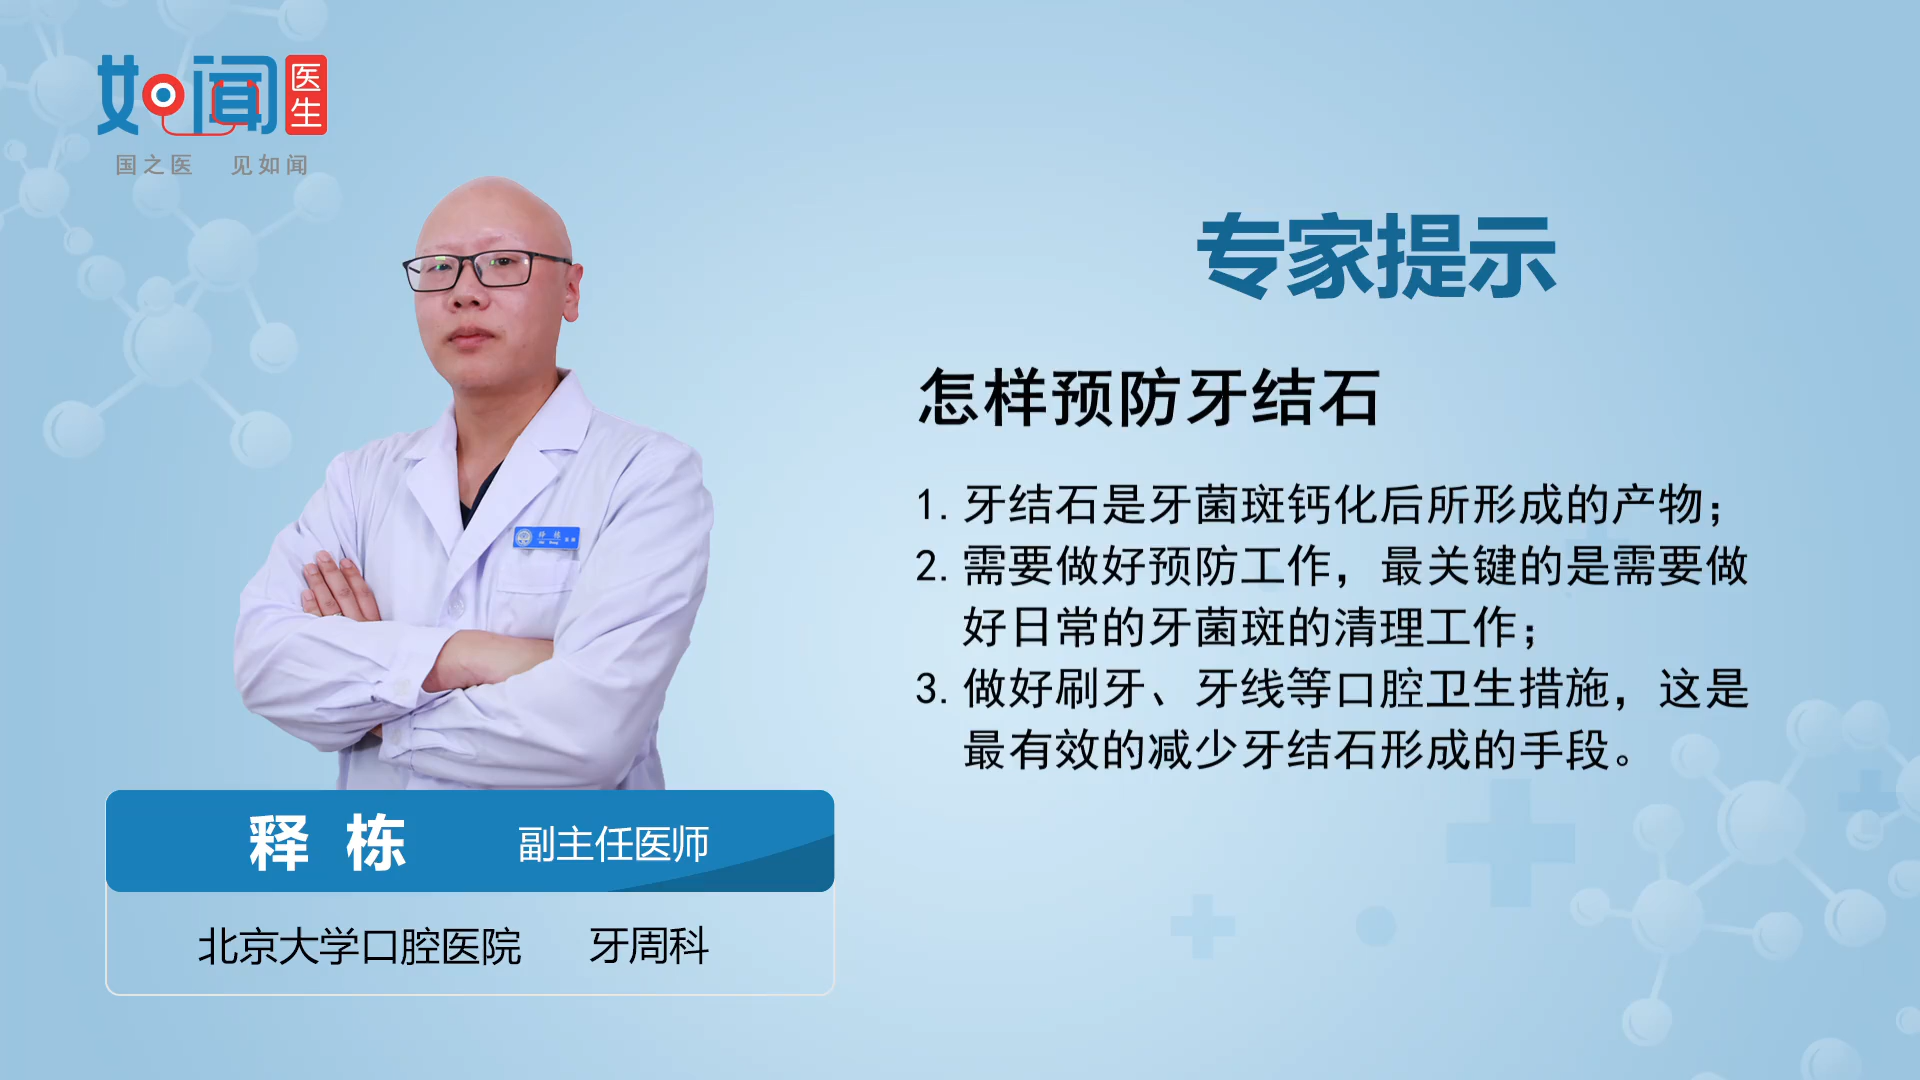 如闻医生
国之医 见如闻
专家提示
怎样预防牙结石
1. 牙结石是牙菌斑钙化后所形成的产物；
2. 需要做好预防工作，最关键的是需要做
好日常的牙菌斑的清理工作；
3. 做好刷牙、牙线等口腔卫生措施，这是
最有效的减少牙结石形成的手段。
释栋 副主任医师
北京大学口腔医院 牙周科